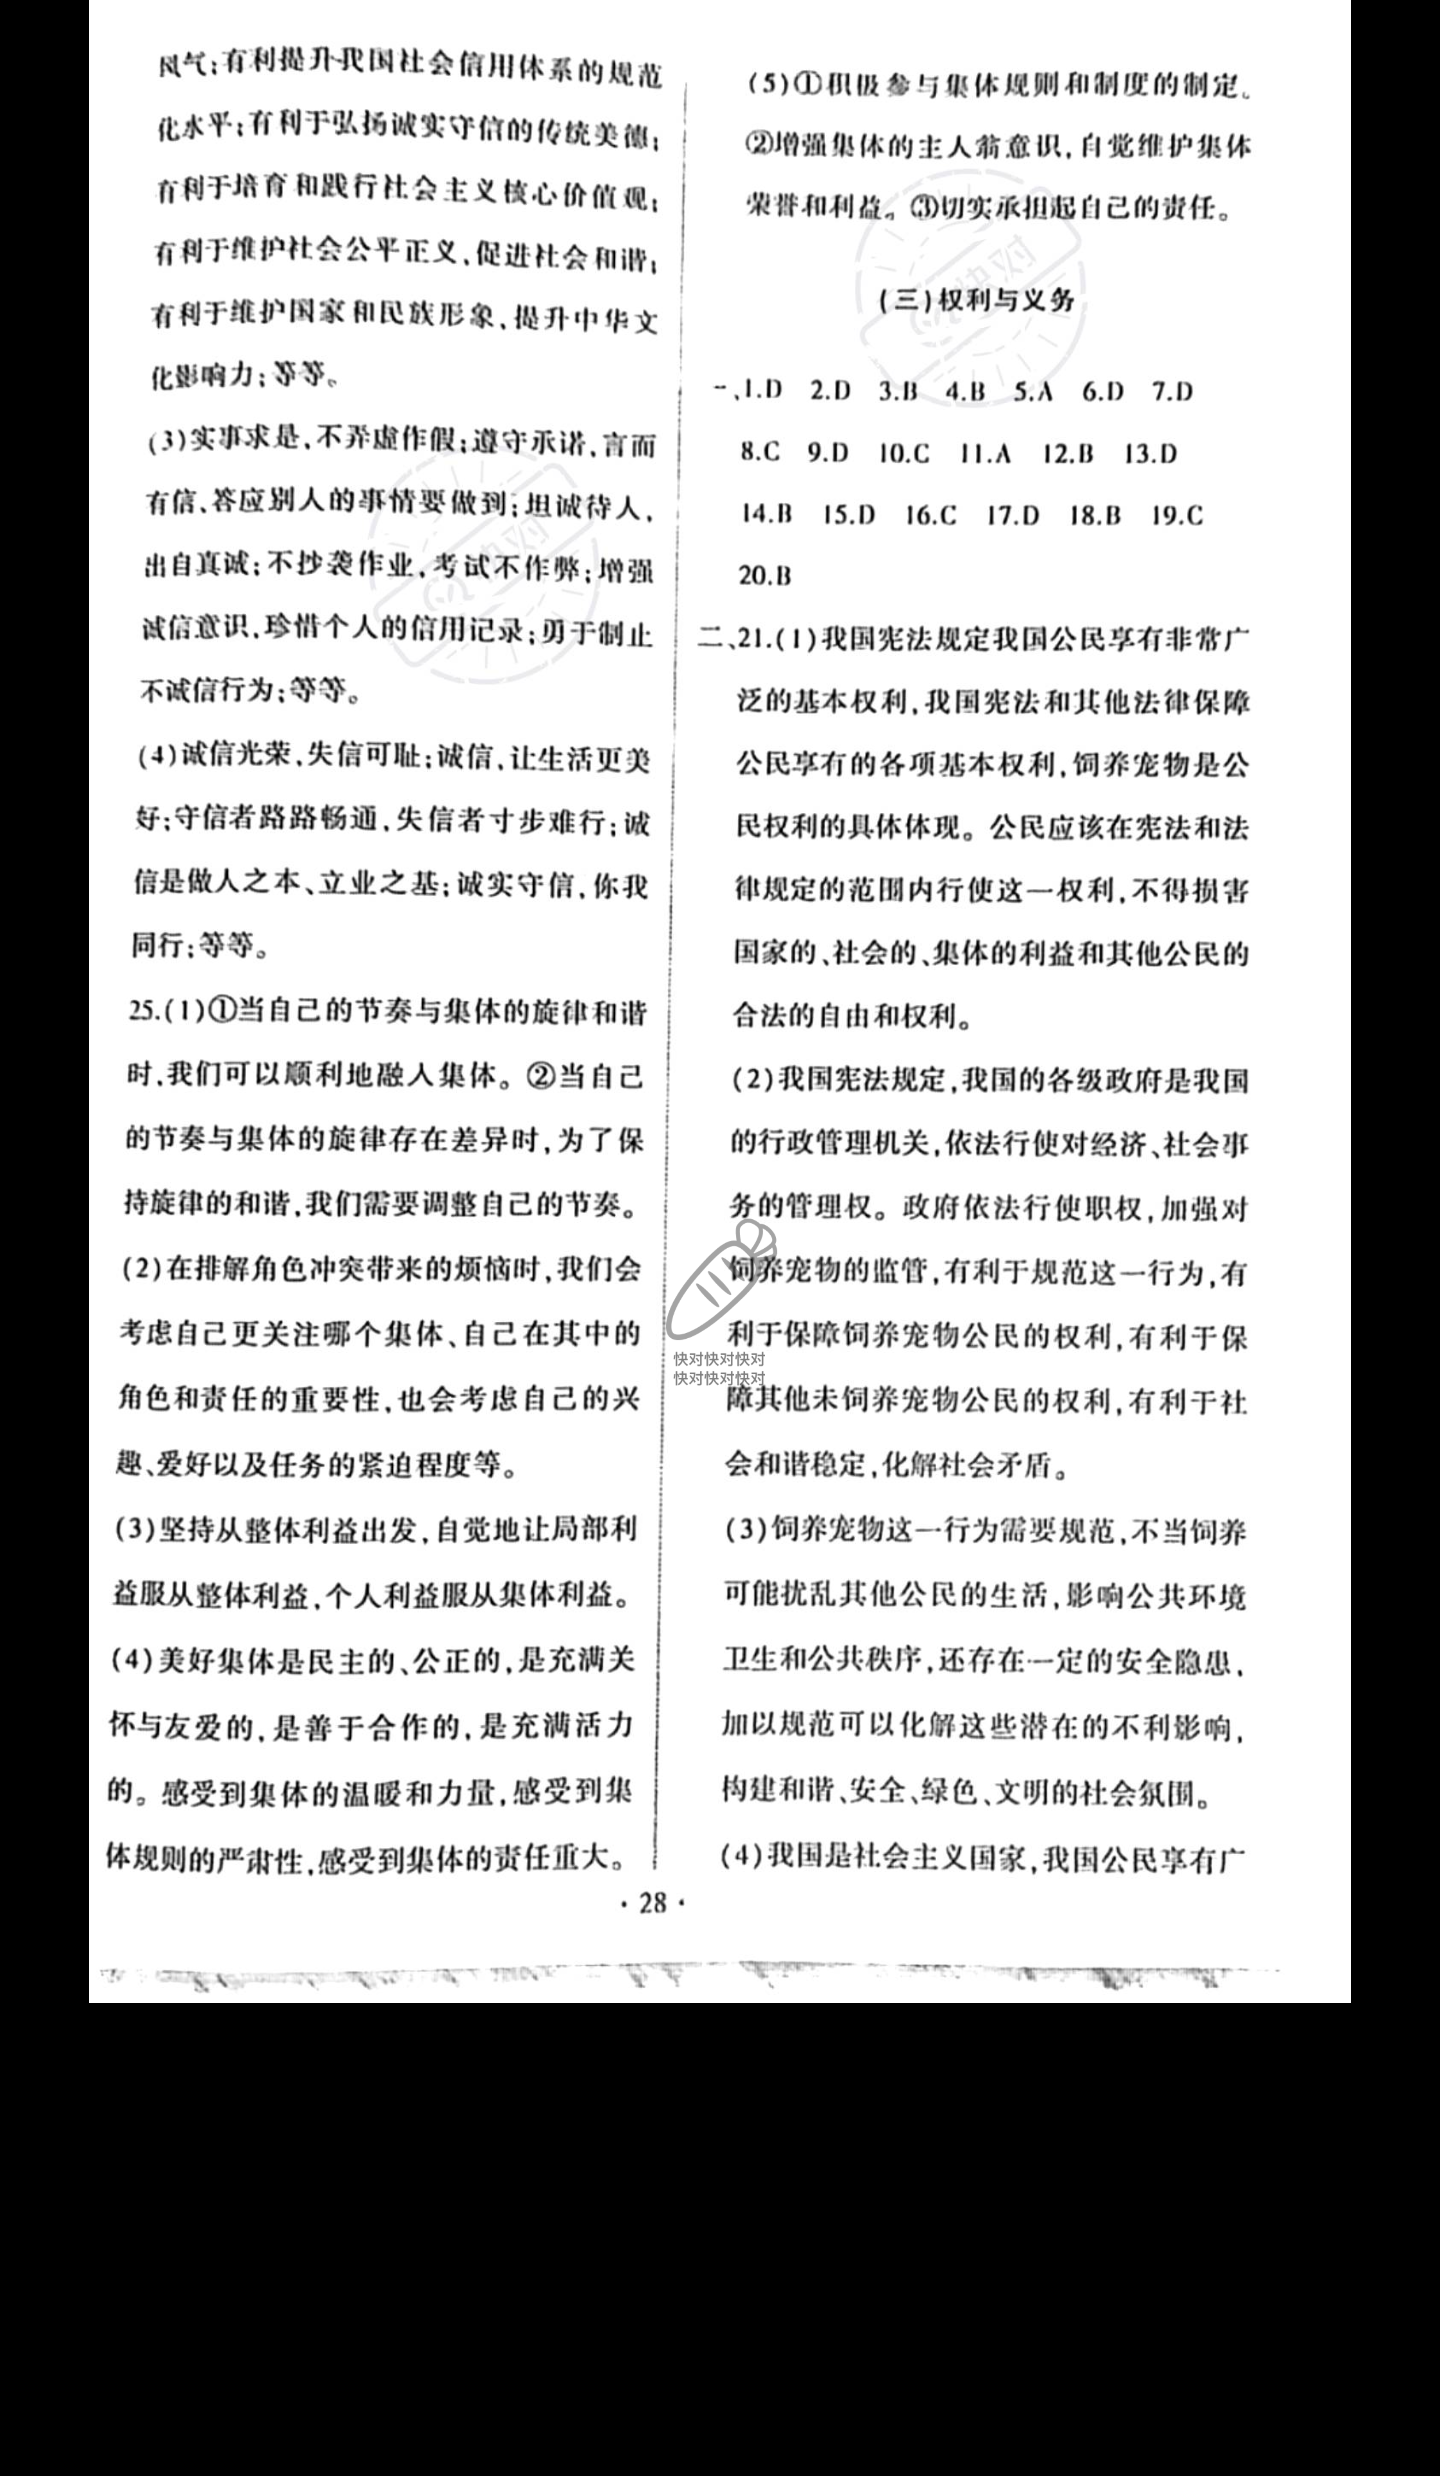 风气;有利提升我国社会信用体系的规范
化水平;有利于弘扬诚实守信的传统美德;
有利于培育和践行社会主义核心价值观;
有利于维护社会公平正义,促进社会和谐;
有利于维护国家和民族形象,提升中华文
化影响力;等等。
(3)实事求是,不弄虚作假;遵守承诺,言而
有信、答应别人的事情要做到;坦诚待人,
出自真诚;不抄袭作业,考试不作弊;增强
诚信意识,珍惜个人的信用记录;勇于制止
不诚信行为;等等。
(4)诚信光荣,失信可耻;诚信,让生活更美
好;守信者路路畅通,失信者寸步难行;诚
信是做人之本、立业之基;诚实守信,你我
同行;等等。
25.(1)①当自己的节奏与集体的旋律和谐
时,我们可以顺利地融入集体。②当自己
的节奏与集体的旋律存在差异时,为了保
持旋律的和谐,我们需要调整自己的节奏。
(2)在排解角色冲突带来的烦恼时,我们会
考虑自己更关注哪个集体、自己在其中的
角色和责任的重要性,也会考虑自己的兴
趣、爱好以及任务的紧迫程度等。
(3)坚持从整体利益出发,自觉地让局部利
益服从整体利益,个人利益服从集体利益。
(4)美好集体是民主的、公正的,是充满关
怀与友爱的,是善于合作的,是充满活力
的。感受到集体的温暖和力量,感受到集
体规则的严肃性,感受到集体的责任重大。
(5)①积极参与集体规则和制度的制定。
②增强集体的主人翁意识,自觉维护集体
荣誉和利益。③切实承担起自己的责任。
(三)权利与义务
一、1.D 2.D 3.B 4.B 5.A 6.D 7.D
8.C 9.D 10.C 11.A 12.B 13.D
14.B 15.D 16.C 17.D 18.B 19.C
20.B
二、21.(1)我国宪法规定我国公民享有非常广
泛的基本权利,我国宪法和其他法律保障
公民享有的各项基本权利,饲养宠物是公
民权利的具体体现。公民应该在宪法和法
律规定的范围内行使这一权利,不得损害
国家的、社会的、集体的利益和其他公民的
合法的自由和权利。
(2)我国宪法规定,我国的各级政府是我国
的行政管理机关,依法行使对经济、社会事
务的管理权。政府依法行使职权,加强对
饲养宠物的监管,有利于规范这一行为,有
利于保障饲养宠物公民的权利,有利于保
障其他未饲养宠物公民的权利,有利于社
会和谐稳定,化解社会矛盾。
(3)饲养宠物这一行为需要规范,不当饲养
可能扰乱其他公民的生活,影响公共环境
卫生和公共秩序,还存在一定的安全隐患,
加以规范可以化解这些潜在的不利影响,
构建和谐、安全、绿色、文明的社会氛围。
(4)我国是社会主义国家,我国公民享有广
·28·
快对快对快对
快对快对快对
快对
快对